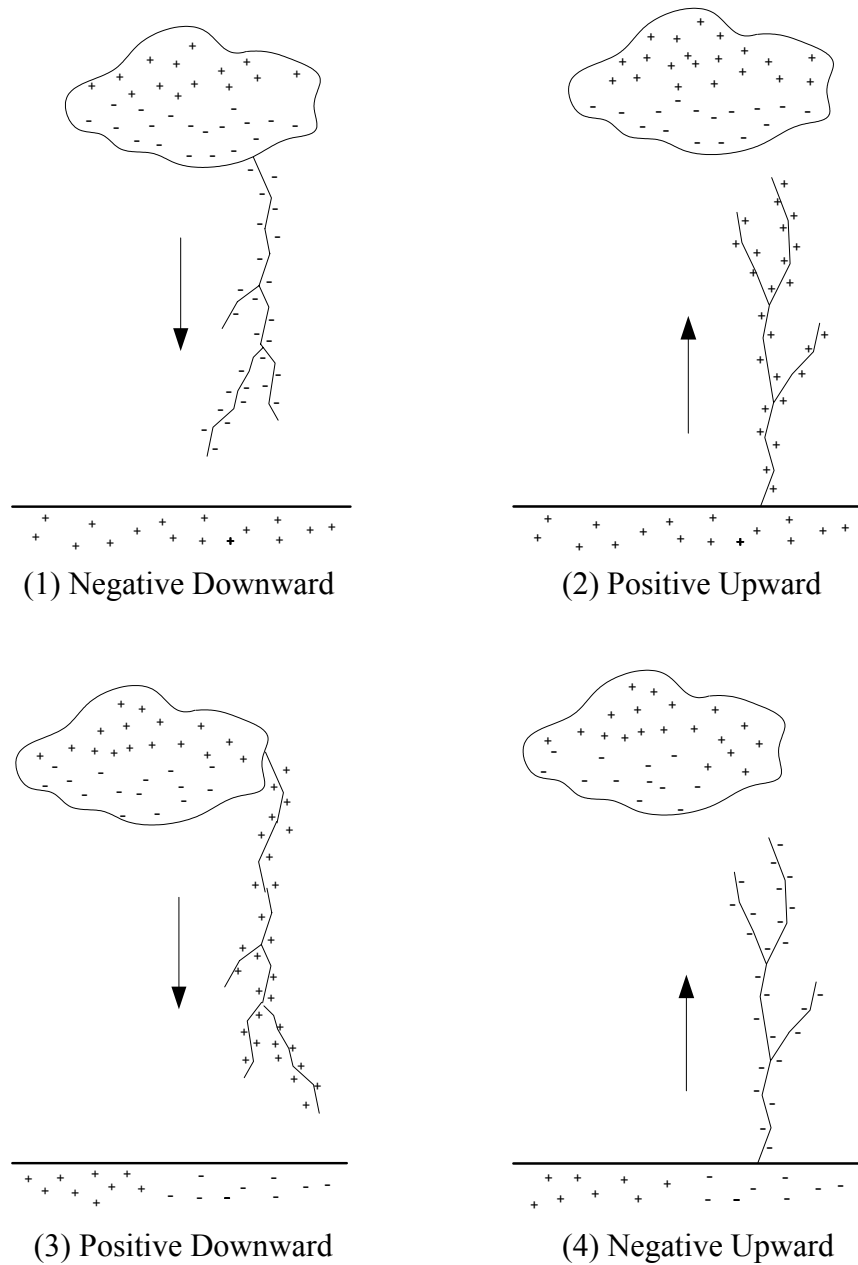 (1) Negative Downward
(2) Positive Upward
(3) Positive Downward
(4) Negative Upward